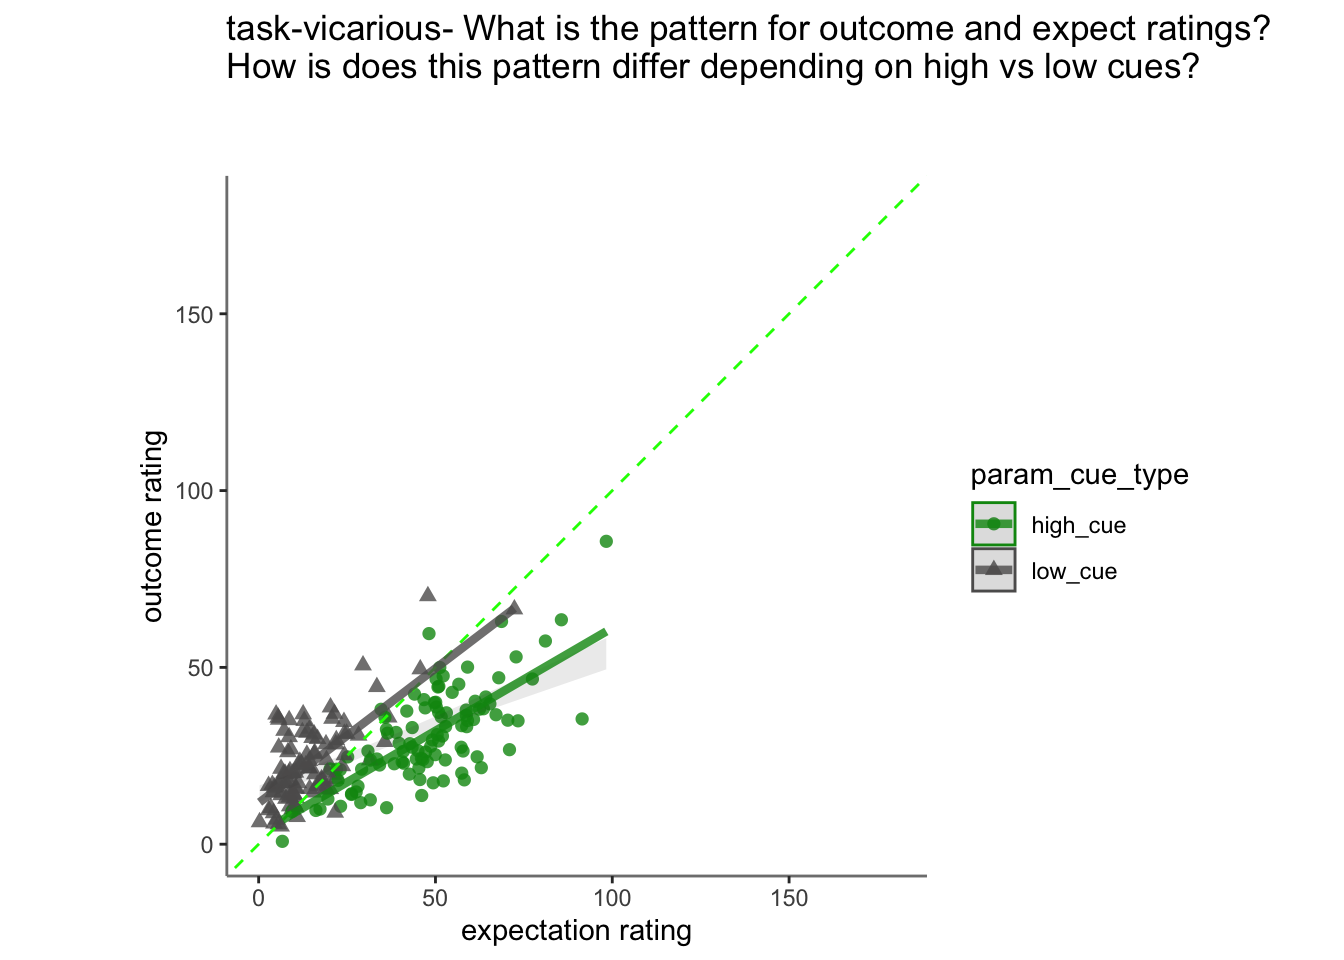 task-vicarious- What is the pattern for outcome and expect ratings?
How is does this pattern differ depending on high vs low cues?
150
100
50
0
outcome rating
0 50 100 150
expectation rating
param_cue_type
high_cue
low_cue